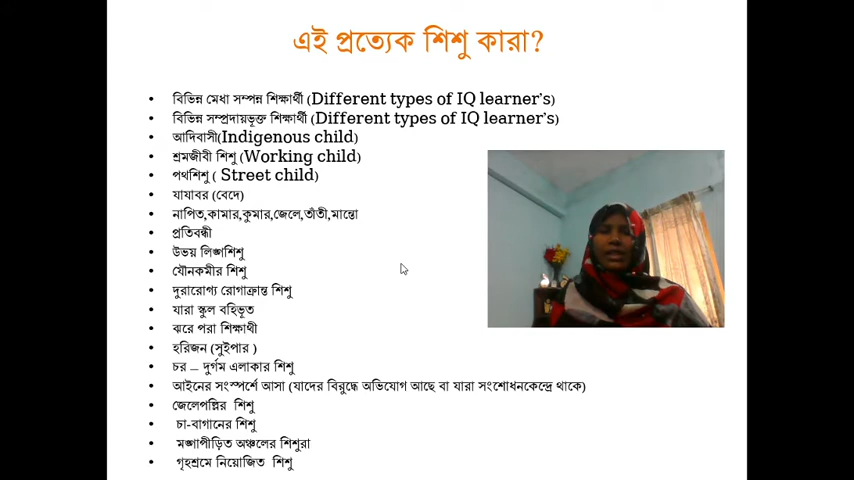 এই প্রত্যেক শিশু কারা?
• বিভিন্ন মেধা সম্পন্ন শিক্ষার্থী (Different types of IQ learner's)
• বিভিন্ন সম্প্রদায়ভূক্ত শিক্ষার্থী (Different types of IQ learner's)
• আদিবাসী(Indigenous child)
• শ্রমজীবী শিশু (Working child)
• পথশিশু ( Street child)
• যাযাবর (বেদে)
• নাপিত,কামার,কুমার,জেলে,তাঁতী,মান্তো
• প্রতিবন্ধী
• উভয় লিঙ্গশিশু
• যৌনকর্মীর শিশু
• দুরারোগ্য রোগাক্রান্ত শিশু
• যারা স্কুল বহিভূত
• ঝরে পরা শিক্ষাথী
• হরিজন (সুইপার )
• চর – দুর্গম এলাকার শিশু
• আইনের সংস্পর্শে আসা (যাদের বিরুদ্ধে অভিযোগ আছে বা যারা সংশোধনকেন্দ্রে থাকে)
• জেলেপল্লির শিশু
• চা-বাগানের শিশু
• মঙ্গাপীড়িত অঞ্চলের শিশুরা
• গৃহশ্রমে নিয়োজিত শিশু